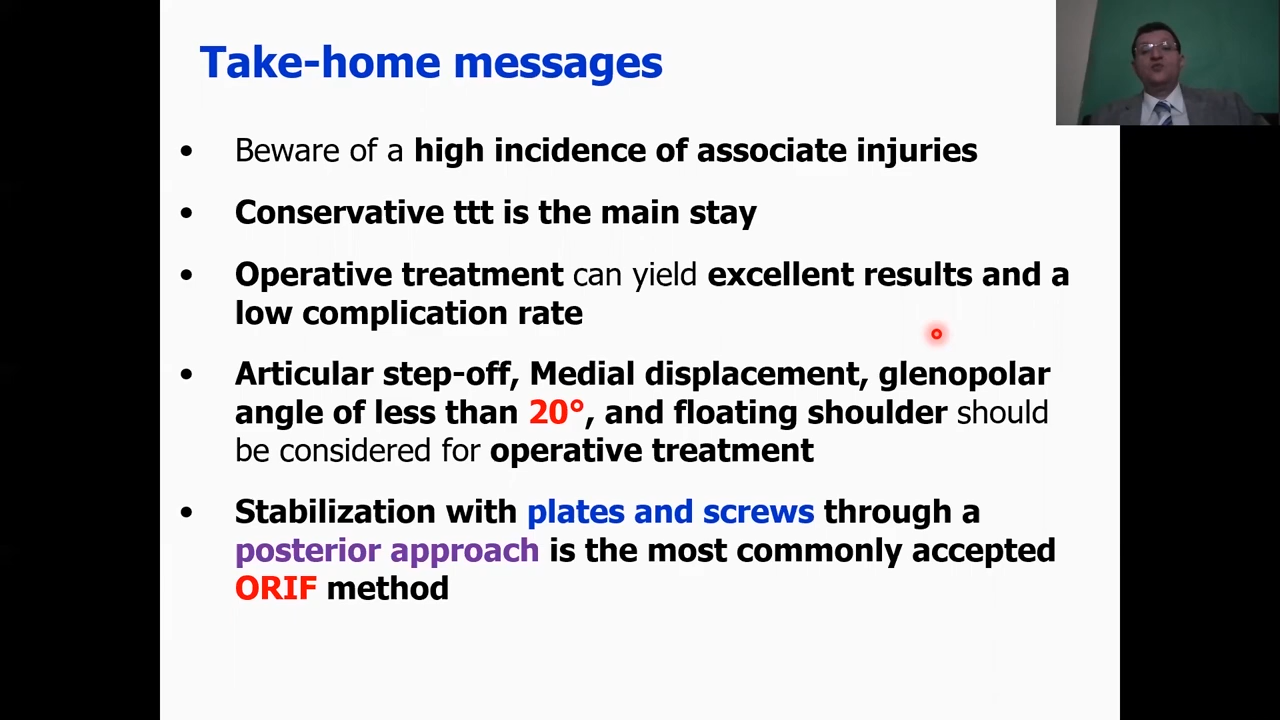 Take-home messages
• Beware of a high incidence of associate injuries
• Conservative ttt is the main stay
• Operative treatment can yield excellent results and a
low complication rate
• Articular step-off, Medial displacement, glenopolar
angle of less than 20°, and floating shoulder should
be considered for operative treatment
• Stabilization with plates and screws through a
posterior approach is the most commonly accepted
ORIF method